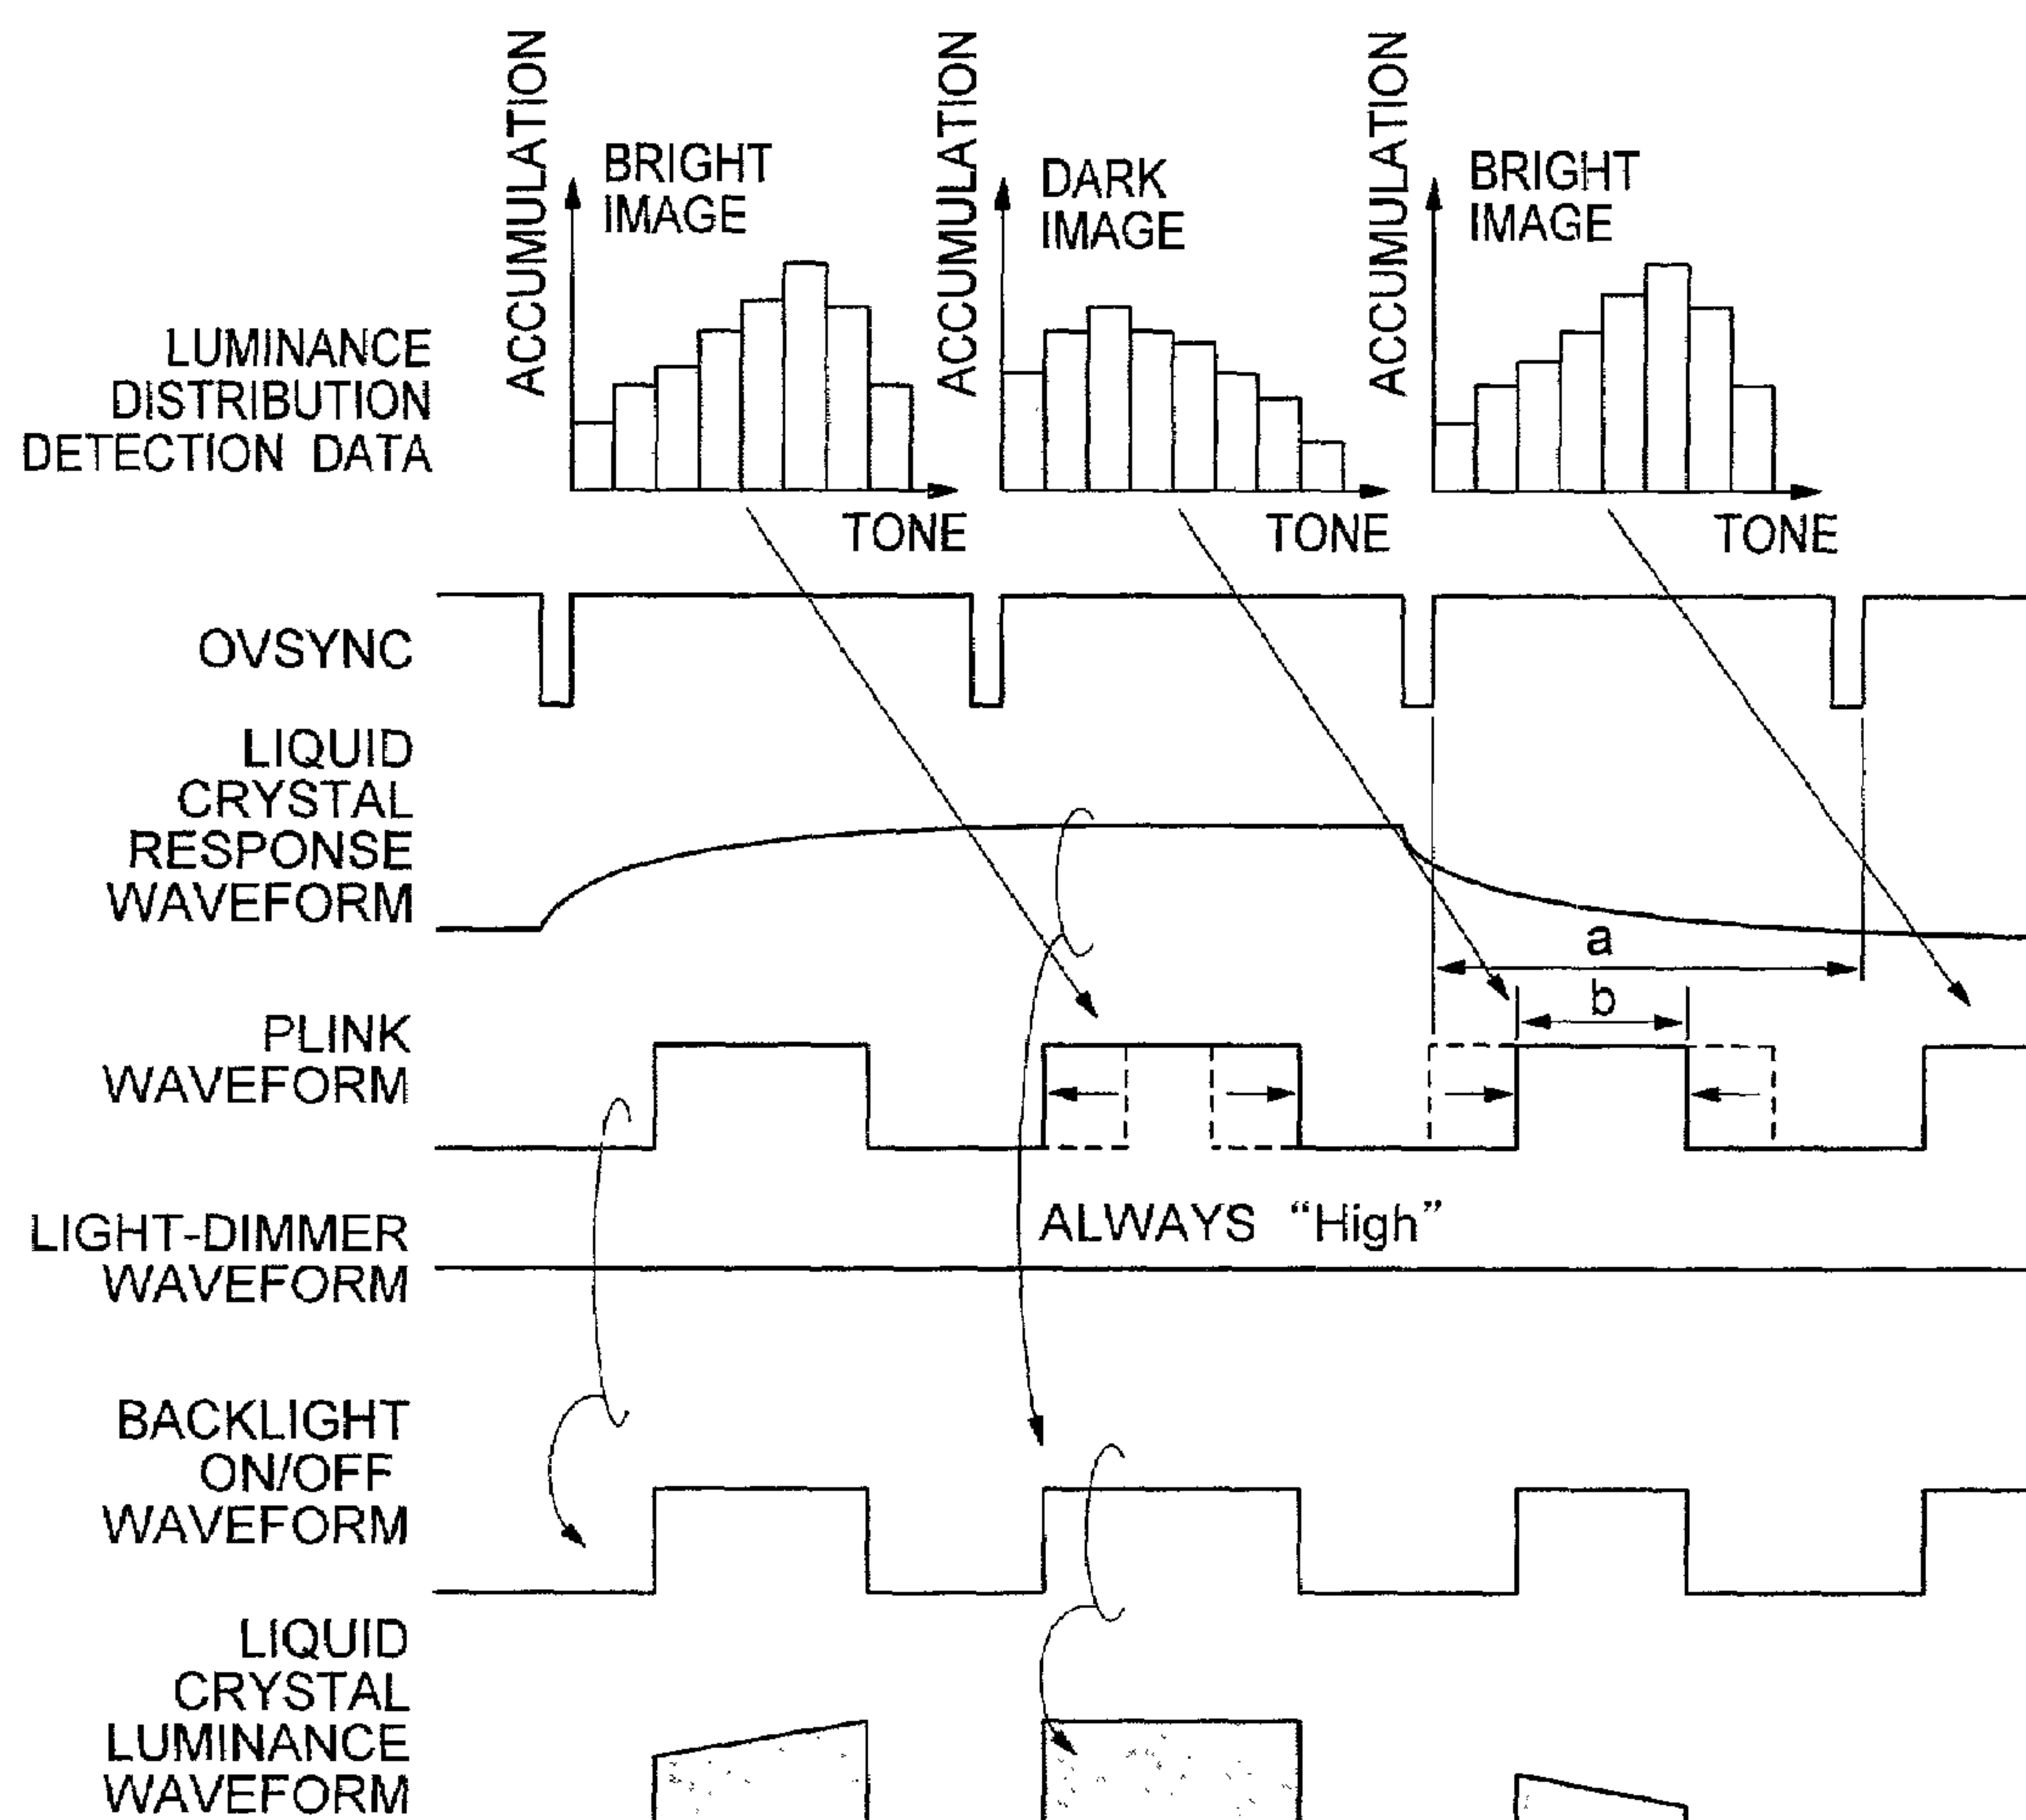 ACCUMULATION
BRIGHT
IMAGE
ACCUMULATION
DARK
IMAGE
ACCUMULATION
BRIGHT
IMAGE
LUMINANCE
DISTRIBUTION
DETECTION DATA
TONE
TONE
TONE
OVSYNC
LIQUID
CRYSTAL
RESPONSE
WAVEFORM
a
b
PLINK
WAVEFORM
LIGHT-DIMMER
WAVEFORM
ALWAYS “High”
BACKLIGHT
ON/OFF
WAVEFORM
LIQUID
CRYSTAL
LUMINANCE
WAVEFORM